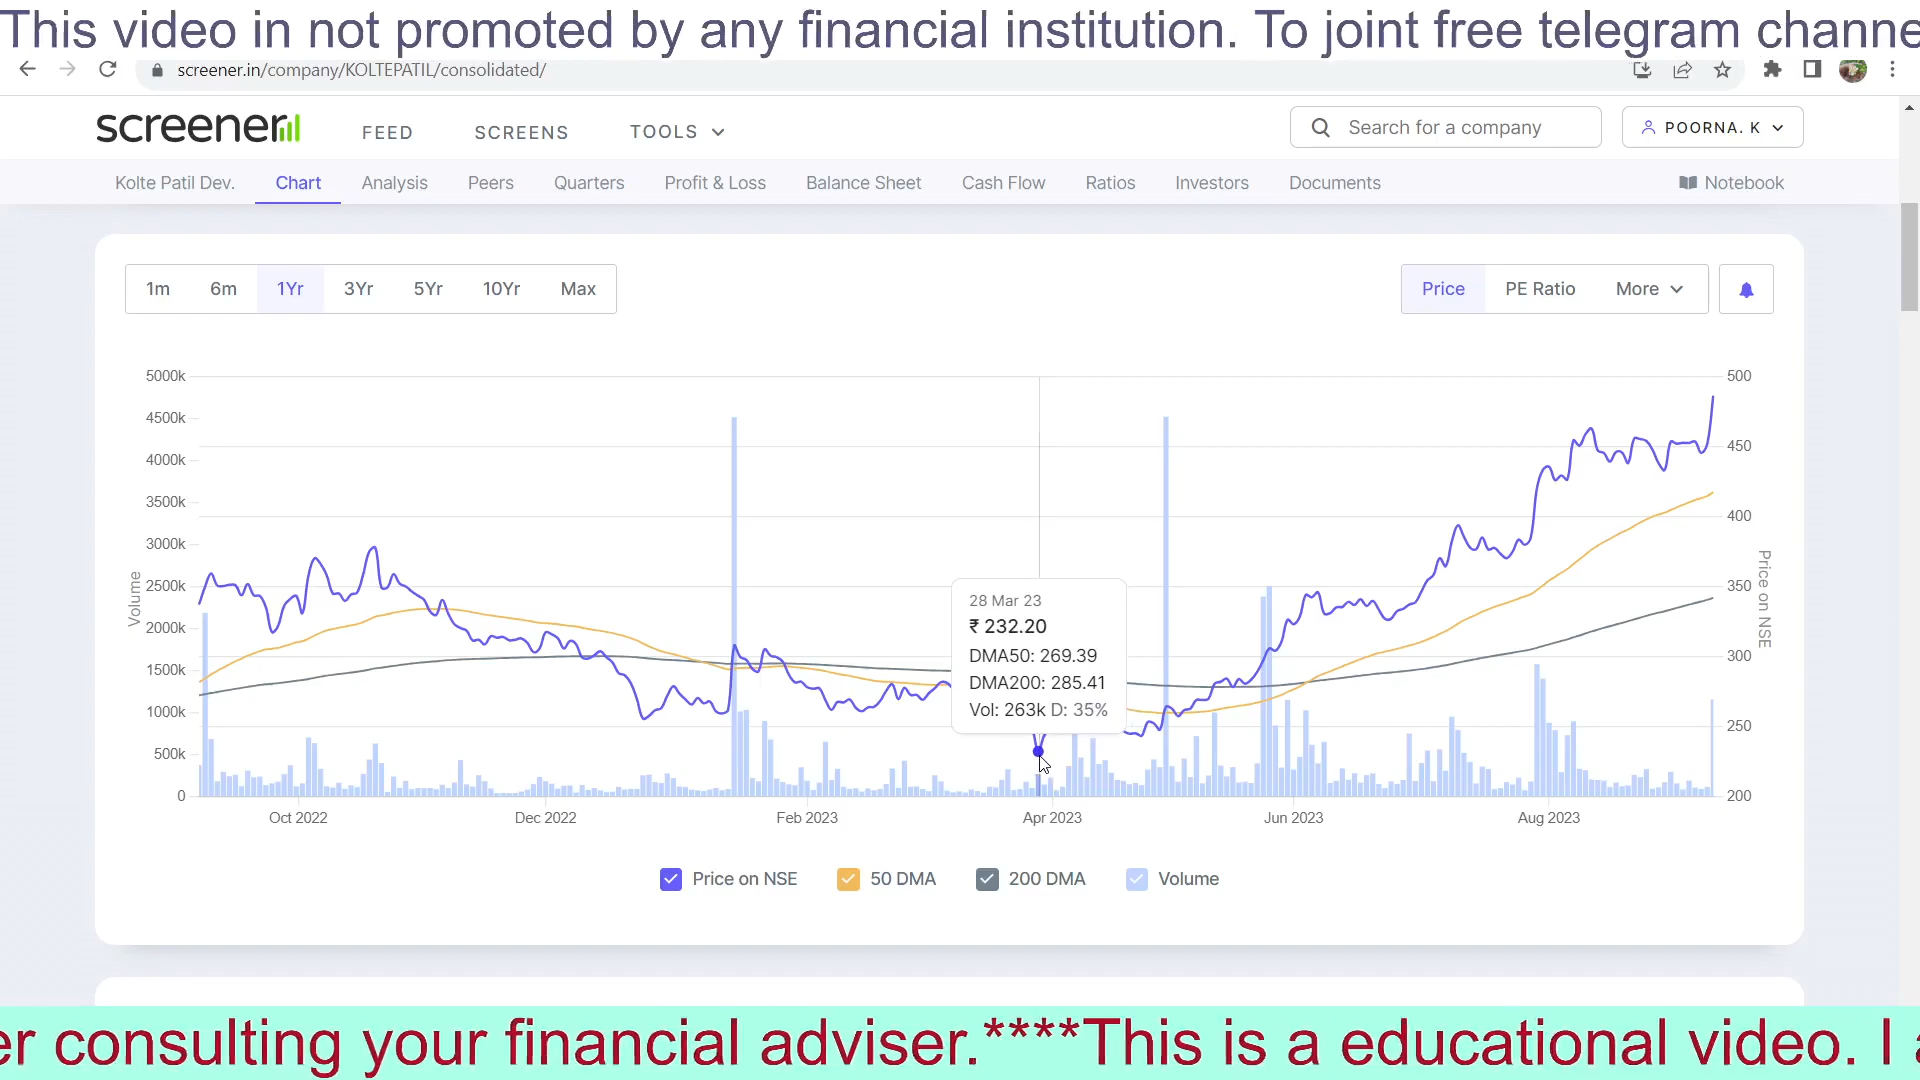 This video in not promoted by any financial institution. To joint free telegram channe
screener.in/company/KOLTEPATIL/consolidated/
screener
FEED
SCREENS
TOOLS
Search for a company
POORNA. K
Kolte Patil Dev.
Chart
Analysis
Peers
Quarters
Profit & Loss
Balance Sheet
Cash Flow
Ratios
Investors
Documents
Notebook
1m
6m
1Yr
3Yr
5Yr
10Yr
Max
Price
PE Ratio
More
5000k
4500k
4000k
3500k
3000k
2500k
2000k
1500k
1000k
500k
0
Volume
500
450
400
350
300
250
200
Price on NSE
28 Mar 23
₹ 232.20
DMA50: 269.39
DMA200: 285.41
Vol: 263k D: 35%
Oct 2022
Dec 2022
Feb 2023
Apr 2023
Jun 2023
Aug 2023
Price on NSE
50 DMA
200 DMA
Volume
er consulting your financial adviser.****This is a educational video. I a